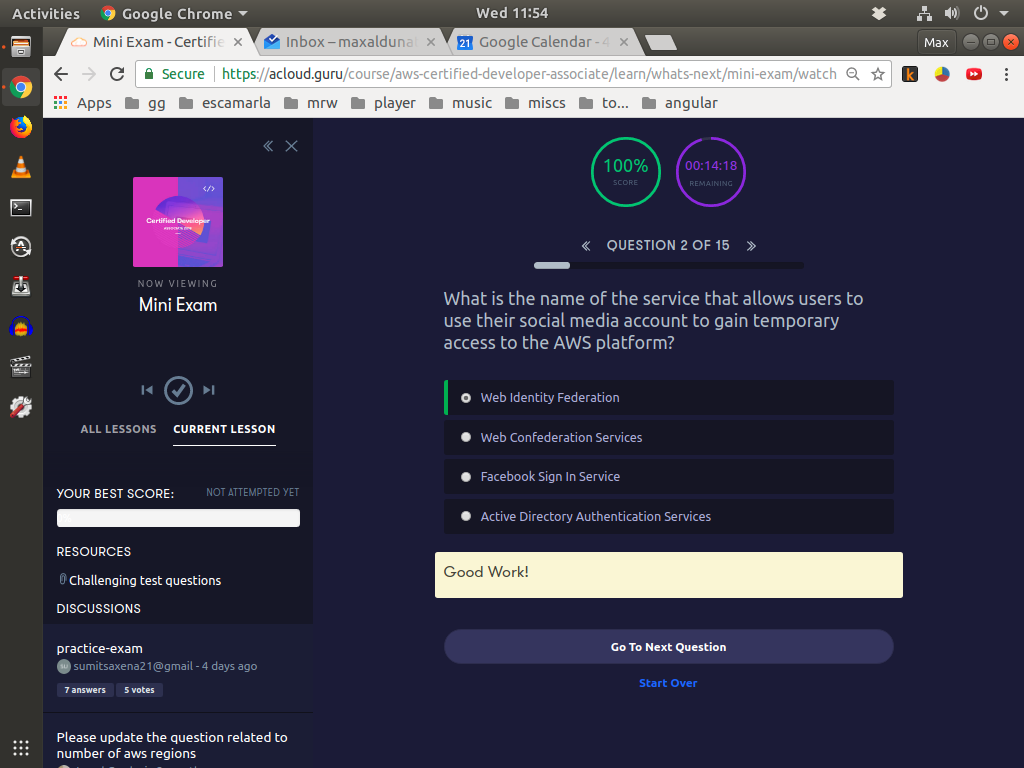 Activities
Google Chrome
Wed 11:54
Mini Exam - Certifie
Inbox – maxalduna
21
Google Calendar - 4
Max
Secure
https://acloud.guru/course/aws-certified-developer-associate/learn/whats-next/mini-exam/watch
k
Apps
gg
escamarla
mrw
player
music
miscs
to...
angular
</>
Certified Developer
NOW VIEWING
Mini Exam
ALL LESSONS
CURRENT LESSON
YOUR BEST SCORE:
NOT ATTEMPTED YET
RESOURCES
Challenging test questions
DISCUSSIONS
practice-exam
SU sumitsaxena21@gmail - 4 days ago
7 answers
5 votes
Please update the question related to
number of aws regions
100%
SCORE
00:14:18
REMAINING
QUESTION 2 OF 15
What is the name of the service that allows users to
use their social media account to gain temporary
access to the AWS platform?
Web Identity Federation
Web Confederation Services
Facebook Sign In Service
Active Directory Authentication Services
Good Work!
Go To Next Question
Start Over